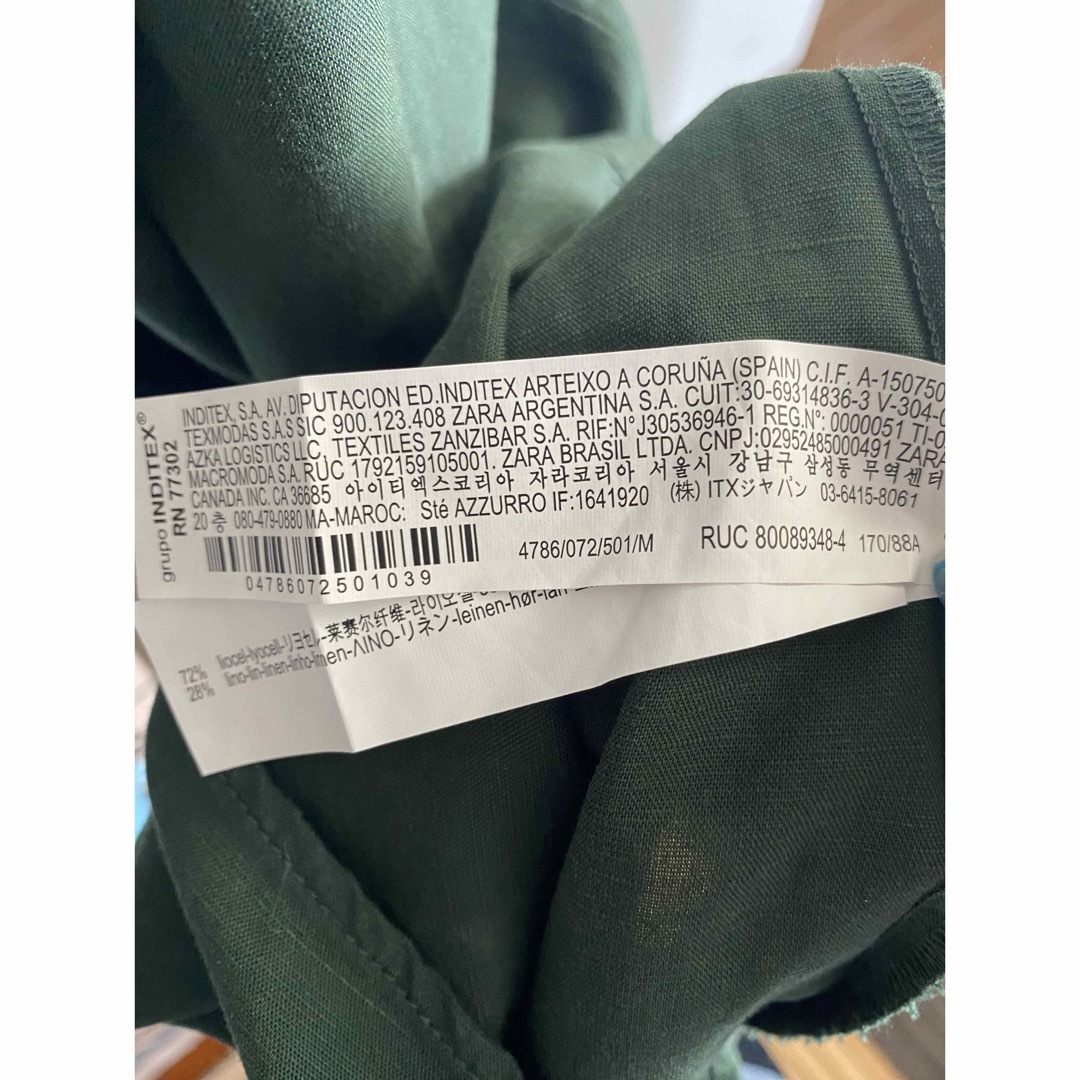 grupo INDITEX®
RN 77302
INDITEX, S.A. AV. DIPUTACION ED.INDITEX ARTEIXO A CORUÑA (SPAIN) C.I.F. A-150750
TEXMODAS S.A.S SIC 900.123.408 ZARA ARGENTINA S.A. CUIT:30-69314836-3 V-304-
AZKA LOGISTICS LLC, TEXTILES ZANZIBAR S.A. RIF:N°J30536946-1 REG.N°: 0000051 TI-0
MACROMODA S.A. RUC 1792159105001. ZARA BRASIL LTDA. CNPJ:02952485000491 ZARA
CANADA INC. CA 36685 아이티엑스코리아 자라코리아 서울시 강남구 삼성동 무역센터
20 층 080-479-0880 MA-MAROC: Sté AZZURRO IF:1641920 (株) ITXジャパン 03-6415-8061
4786/072/501/M RUC 80089348-4 170/88A
04786072501039
72% liocel-lyocell-リヨセル-莱赛尔纤维-라이오셀
28% lino-lin-linen-linho-linnen-ΛΙΝΟ-リネン-leinen-hør-lan